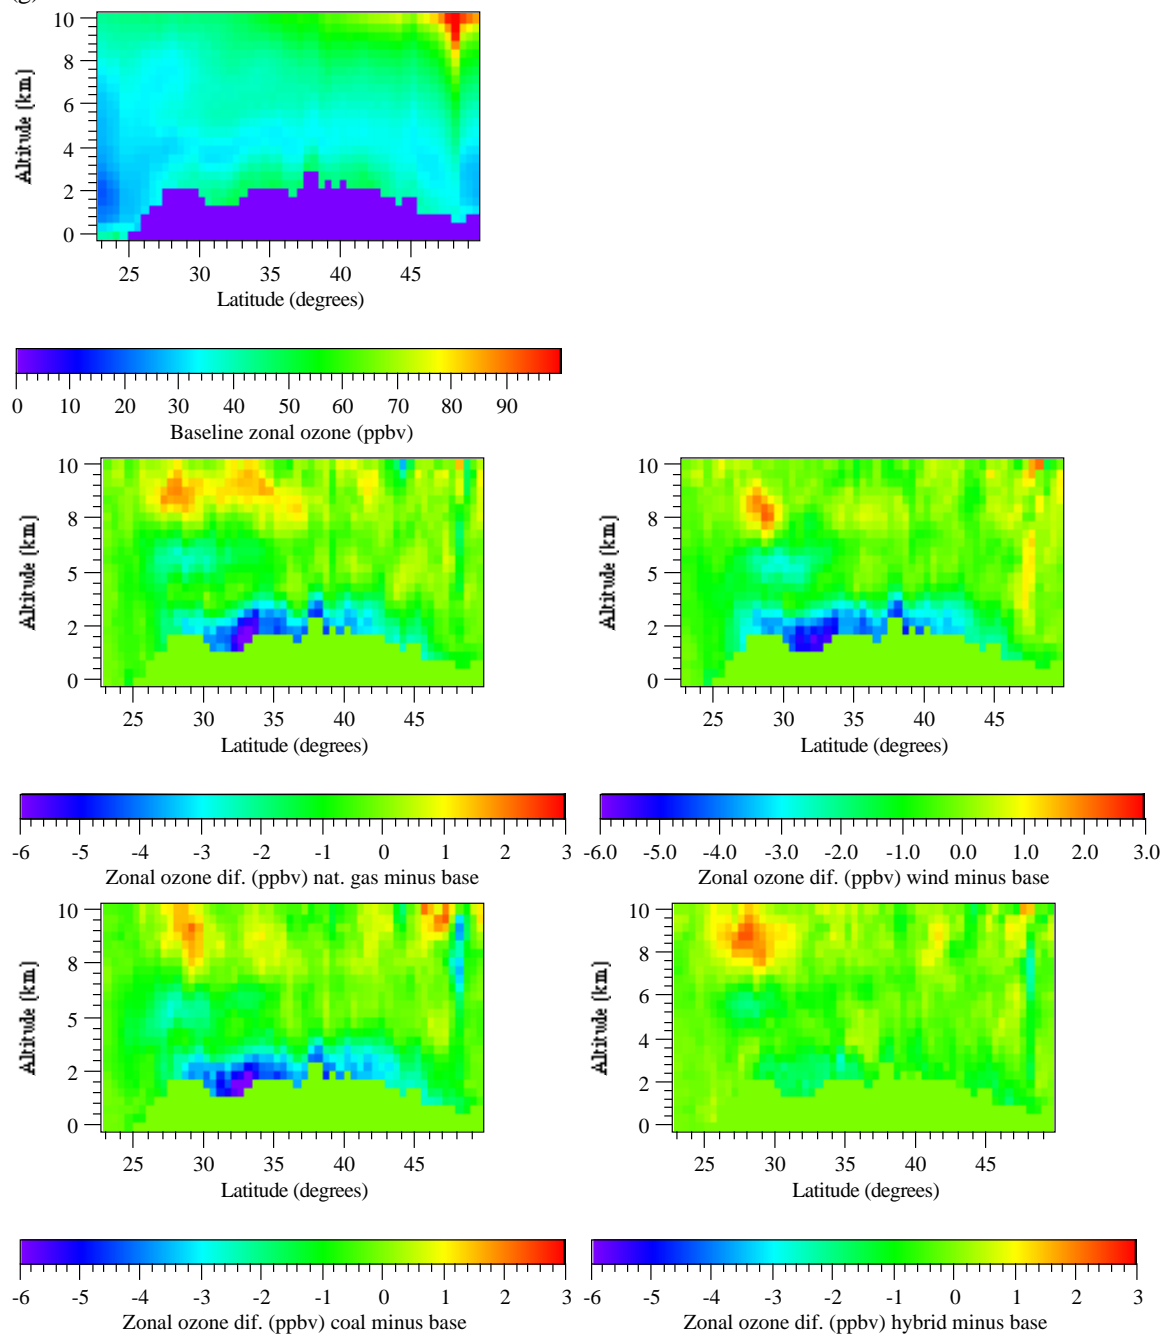 10
8
6
4
2
0
Altitude (km)
25 30 35 40 45
Latitude (degrees)
0 10 20 30 40 50 60 70 80 90
Baseline zonal ozone (ppbv)
10
8
5
2
0
Altitude (km)
25 30 35 40 45
Latitude (degrees)
-6 -5 -4 -3 -2 -1 0 1 2 3
Zonal ozone dif. (ppbv) nat. gas minus base
10
8
5
2
0
Altitude (km)
25 30 35 40 45
Latitude (degrees)
-6.0 -5.0 -4.0 -3.0 -2.0 -1.0 0.0 1.0 2.0 3.0
Zonal ozone dif. (ppbv) wind minus base
10
8
5
2
0
Altitude (km)
25 30 35 40 45
Latitude (degrees)
-6 -5 -4 -3 -2 -1 0 1 2 3
Zonal ozone dif. (ppbv) coal minus base
10
8
6
4
2
0
Altitude (km)
25 30 35 40 45
Latitude (degrees)
-6 -5 -4 -3 -2 -1 0 1 2 3
Zonal ozone dif. (ppbv) hybrid minus base